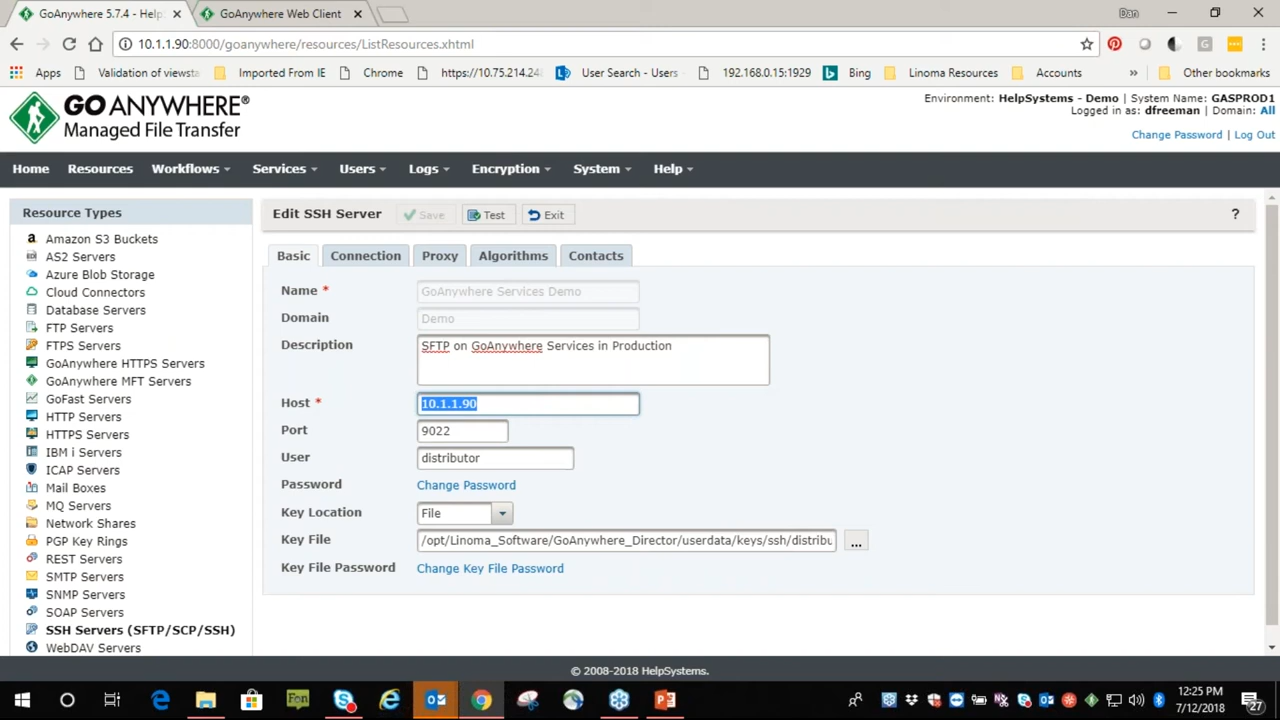 GoAnywhere 5.7.4 - Help
GoAnywhere Web Client
Dan
10.1.1.90:8000/goanywhere/resources/ListResources.xhtml
Apps
Validation of viewsta
Imported From IE
Chrome
https://10.75.214.24
User Search - Users
192.168.0.15:1929
Bing
Linoma Resources
Accounts
»
Other bookmarks
GO ANYWHERE®
Managed File Transfer
Environment: HelpSystems - Demo | System Name: GASPROD1
Logged in as: dfreeman | Domain: All
Change Password | Log Out
Home
Resources
Workflows
Services
Users
Logs
Encryption
System
Help
Resource Types
Amazon S3 Buckets
AS2 Servers
Azure Blob Storage
Cloud Connectors
Database Servers
FTP Servers
FTPS Servers
GoAnywhere HTTPS Servers
GoAnywhere MFT Servers
GoFast Servers
HTTP Servers
HTTPS Servers
IBM i Servers
ICAP Servers
Mail Boxes
MQ Servers
Network Shares
PGP Key Rings
REST Servers
SMTP Servers
SNMP Servers
SOAP Servers
SSH Servers (SFTP/SCP/SSH)
WebDAV Servers
Edit SSH Server
Save
Test
Exit
?
Basic
Connection
Proxy
Algorithms
Contacts
Name *
GoAnywhere Services Demo
Domain
Demo
Description
SFTP on GoAnywhere Services in Production
Host *
10.1.1.90
Port
9022
User
distributor
Password
Change Password
Key Location
File
Key File
/opt/Linoma_Software/GoAnywhere_Director/userdata/keys/ssh/distribu
...
Key File Password
Change Key File Password
© 2008-2018 HelpSystems.
12:25 PM
7/12/2018
27